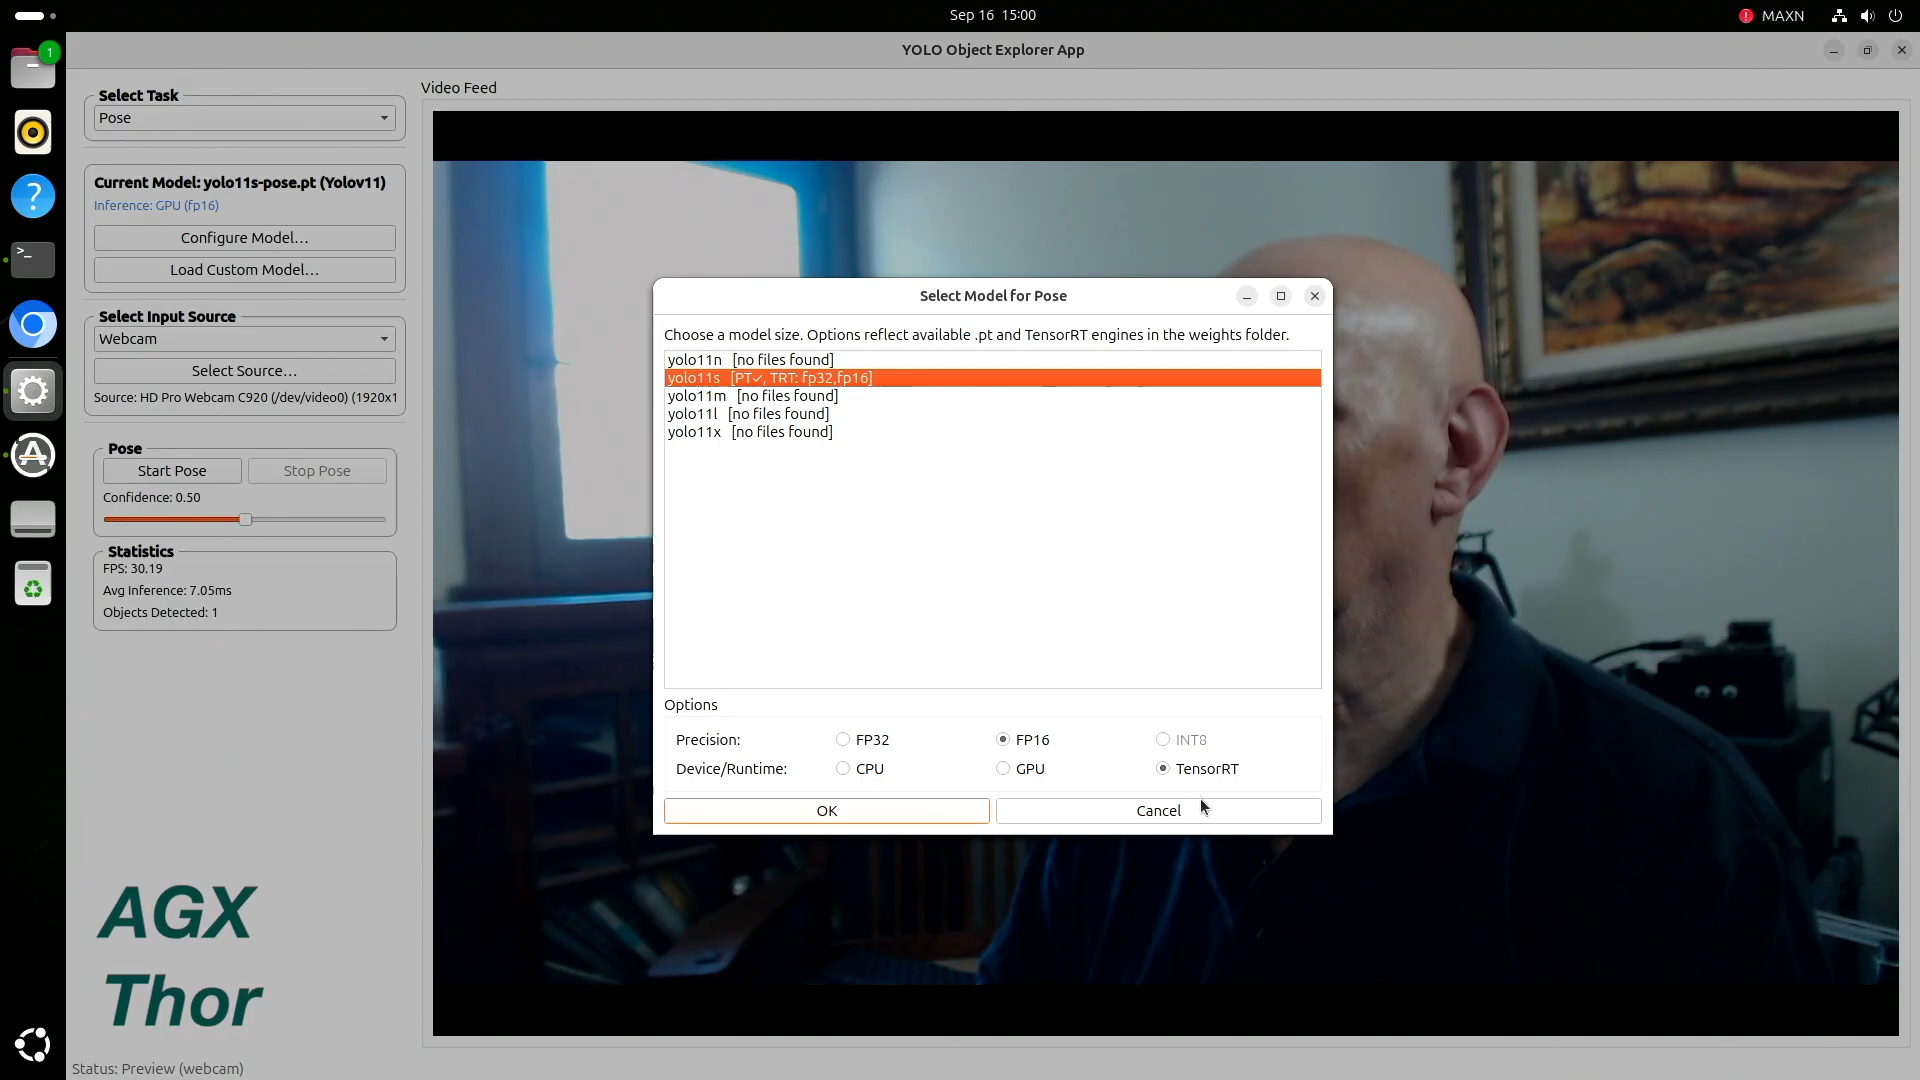 Sep 16 15:00
MAXN
1
YOLO Object Explorer App
Select Task
Pose
Current Model: yolo11s-pose.pt (Yolov11)
Inference: GPU (fp16)
Configure Model…
Load Custom Model…
Select Input Source
Webcam
Select Source…
Source: HD Pro Webcam C920 (/dev/video0) (1920x1
Pose
Start Pose
Stop Pose
Confidence: 0.50
Statistics
FPS: 30.19
Avg Inference: 7.05ms
Objects Detected: 1
AGX
Thor
Status: Preview (webcam)
Video Feed
Select Model for Pose
Choose a model size. Options reflect available .pt and TensorRT engines in the weights folder.
yolo11n [no files found]
yolo11s [PT✓, TRT: fp32,fp16]
yolo11m [no files found]
yolo11l [no files found]
yolo11x [no files found]
Options
Precision: FP32 FP16 INT8
Device/Runtime: CPU GPU TensorRT
OK Cancel